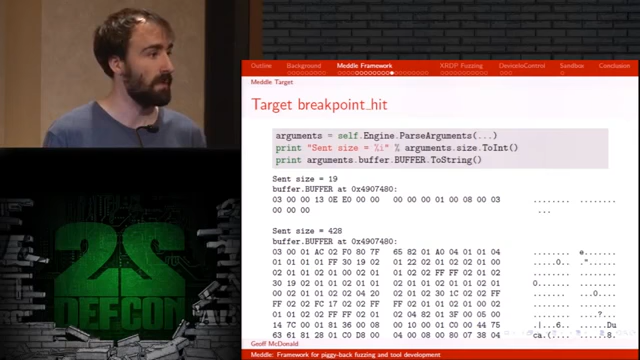 Outline Background Meddle Framework XRDP Fuzzing DeviceIoControl Sandbox Conclusion
Meddle Target
Target breakpoint_hit
arguments = self.Engine.ParseArguments(...)
print "Sent size = %i" % arguments.size.ToInt()
print arguments.buffer.BUFFER.ToString()
Sent size = 19
buffer.BUFFER at 0x4907480:
03 00 00 13 0E E0 00 00 00 00 00 01 00 08 00 03 ........ ........
00 00 00 ...
Sent size = 428
buffer.BUFFER at 0x4907480:
03 00 01 AC 02 F0 80 7F 65 82 01 A0 04 01 01 04 ........ e.......
01 01 01 01 FF 30 19 02 01 22 02 01 02 02 01 00 .....0.. ."......
02 01 01 02 01 00 02 01 01 02 02 FF FF 02 01 02 ........ ........
30 19 02 01 01 02 01 01 02 01 01 02 01 01 02 01 0....... ........
00 02 01 01 02 02 04 20 02 01 02 30 1C 02 02 FF ....... ...0....
FF 02 02 FC 17 02 02 FF FF 02 01 01 02 01 00 02 ........ ........
01 01 02 02 FF FF 02 01 02 04 82 01 3F 00 05 00 ........ ....?...
14 7C 00 01 81 36 00 08 00 10 00 01 C0 00 44 75 .|...6.. ......Du
63 61 81 28 01 C0 D8 00 04 00 08 00 80 07 38 04 ca.(.... ......8.
Geoff McDonald
Meddle: Framework for piggy-back fuzzing and tool development
23
DEFCON